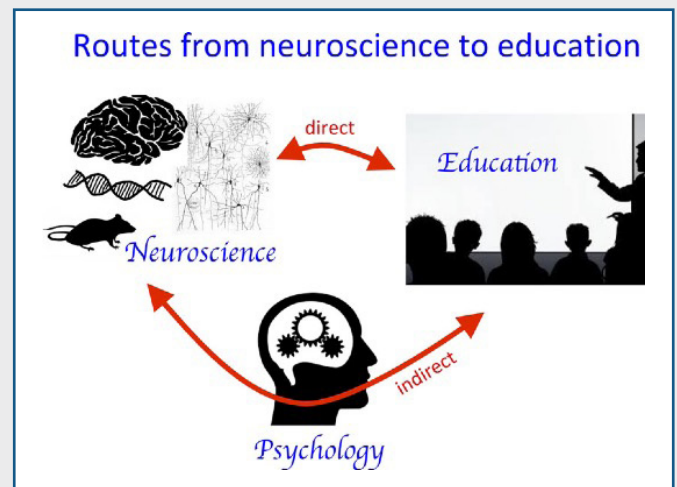 Routes from neuroscience to education
direct
Education
Neuroscience
indirect
Psychology